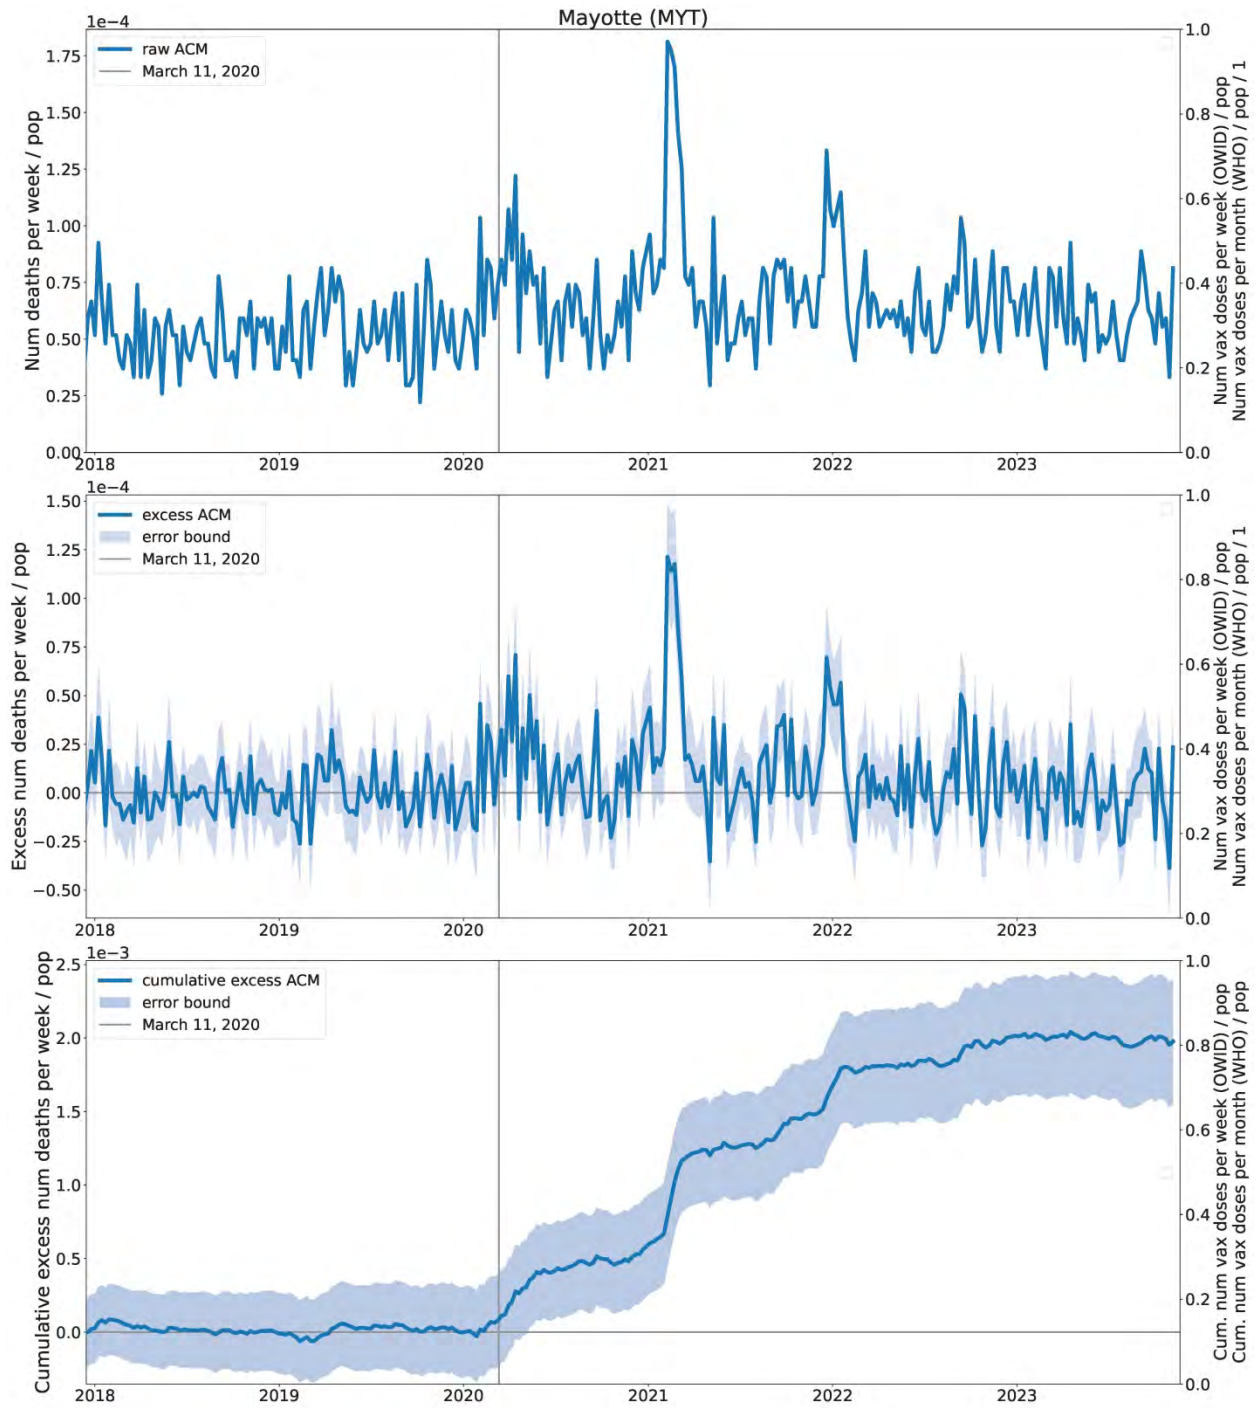 Mayotte (MYT)
1e−4
raw ACM
March 11, 2020
1.75
1.50
1.25
1.00
0.75
0.50
0.25
0.00
Num deaths per week / pop
1.0
0.8
0.6
0.4
0.2
0.0
Num vax doses per week (OWID) / pop
Num vax doses per month (WHO) / pop / 1
2018 2019 2020 2021 2022 2023
1e−4
excess ACM
error bound
March 11, 2020
1.50
1.25
1.00
0.75
0.50
0.25
0.00
−0.25
−0.50
Excess num deaths per week / pop
1.0
0.8
0.6
0.4
0.2
0.0
Num vax doses per week (OWID) / pop
Num vax doses per month (WHO) / pop / 1
2018 2019 2020 2021 2022 2023
1e−3
cumulative excess ACM
error bound
March 11, 2020
2.5
2.0
1.5
1.0
0.5
0.0
Cumulative excess num deaths per week / pop
1.0
0.8
0.6
0.4
0.2
0.0
Cum. num vax doses per week (OWID) / pop
Cum. num vax doses per month (WHO) / pop
2018 2019 2020 2021 2022 2023